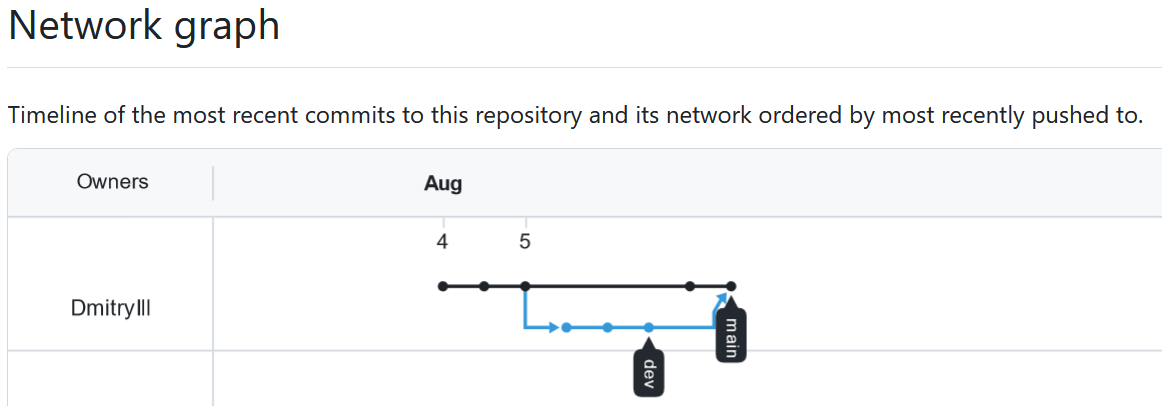 Network graph
Timeline of the most recent commits to this repository and its network ordered by most recently pushed to.
Owners
Aug
4
5
DmitryIll
main
dev